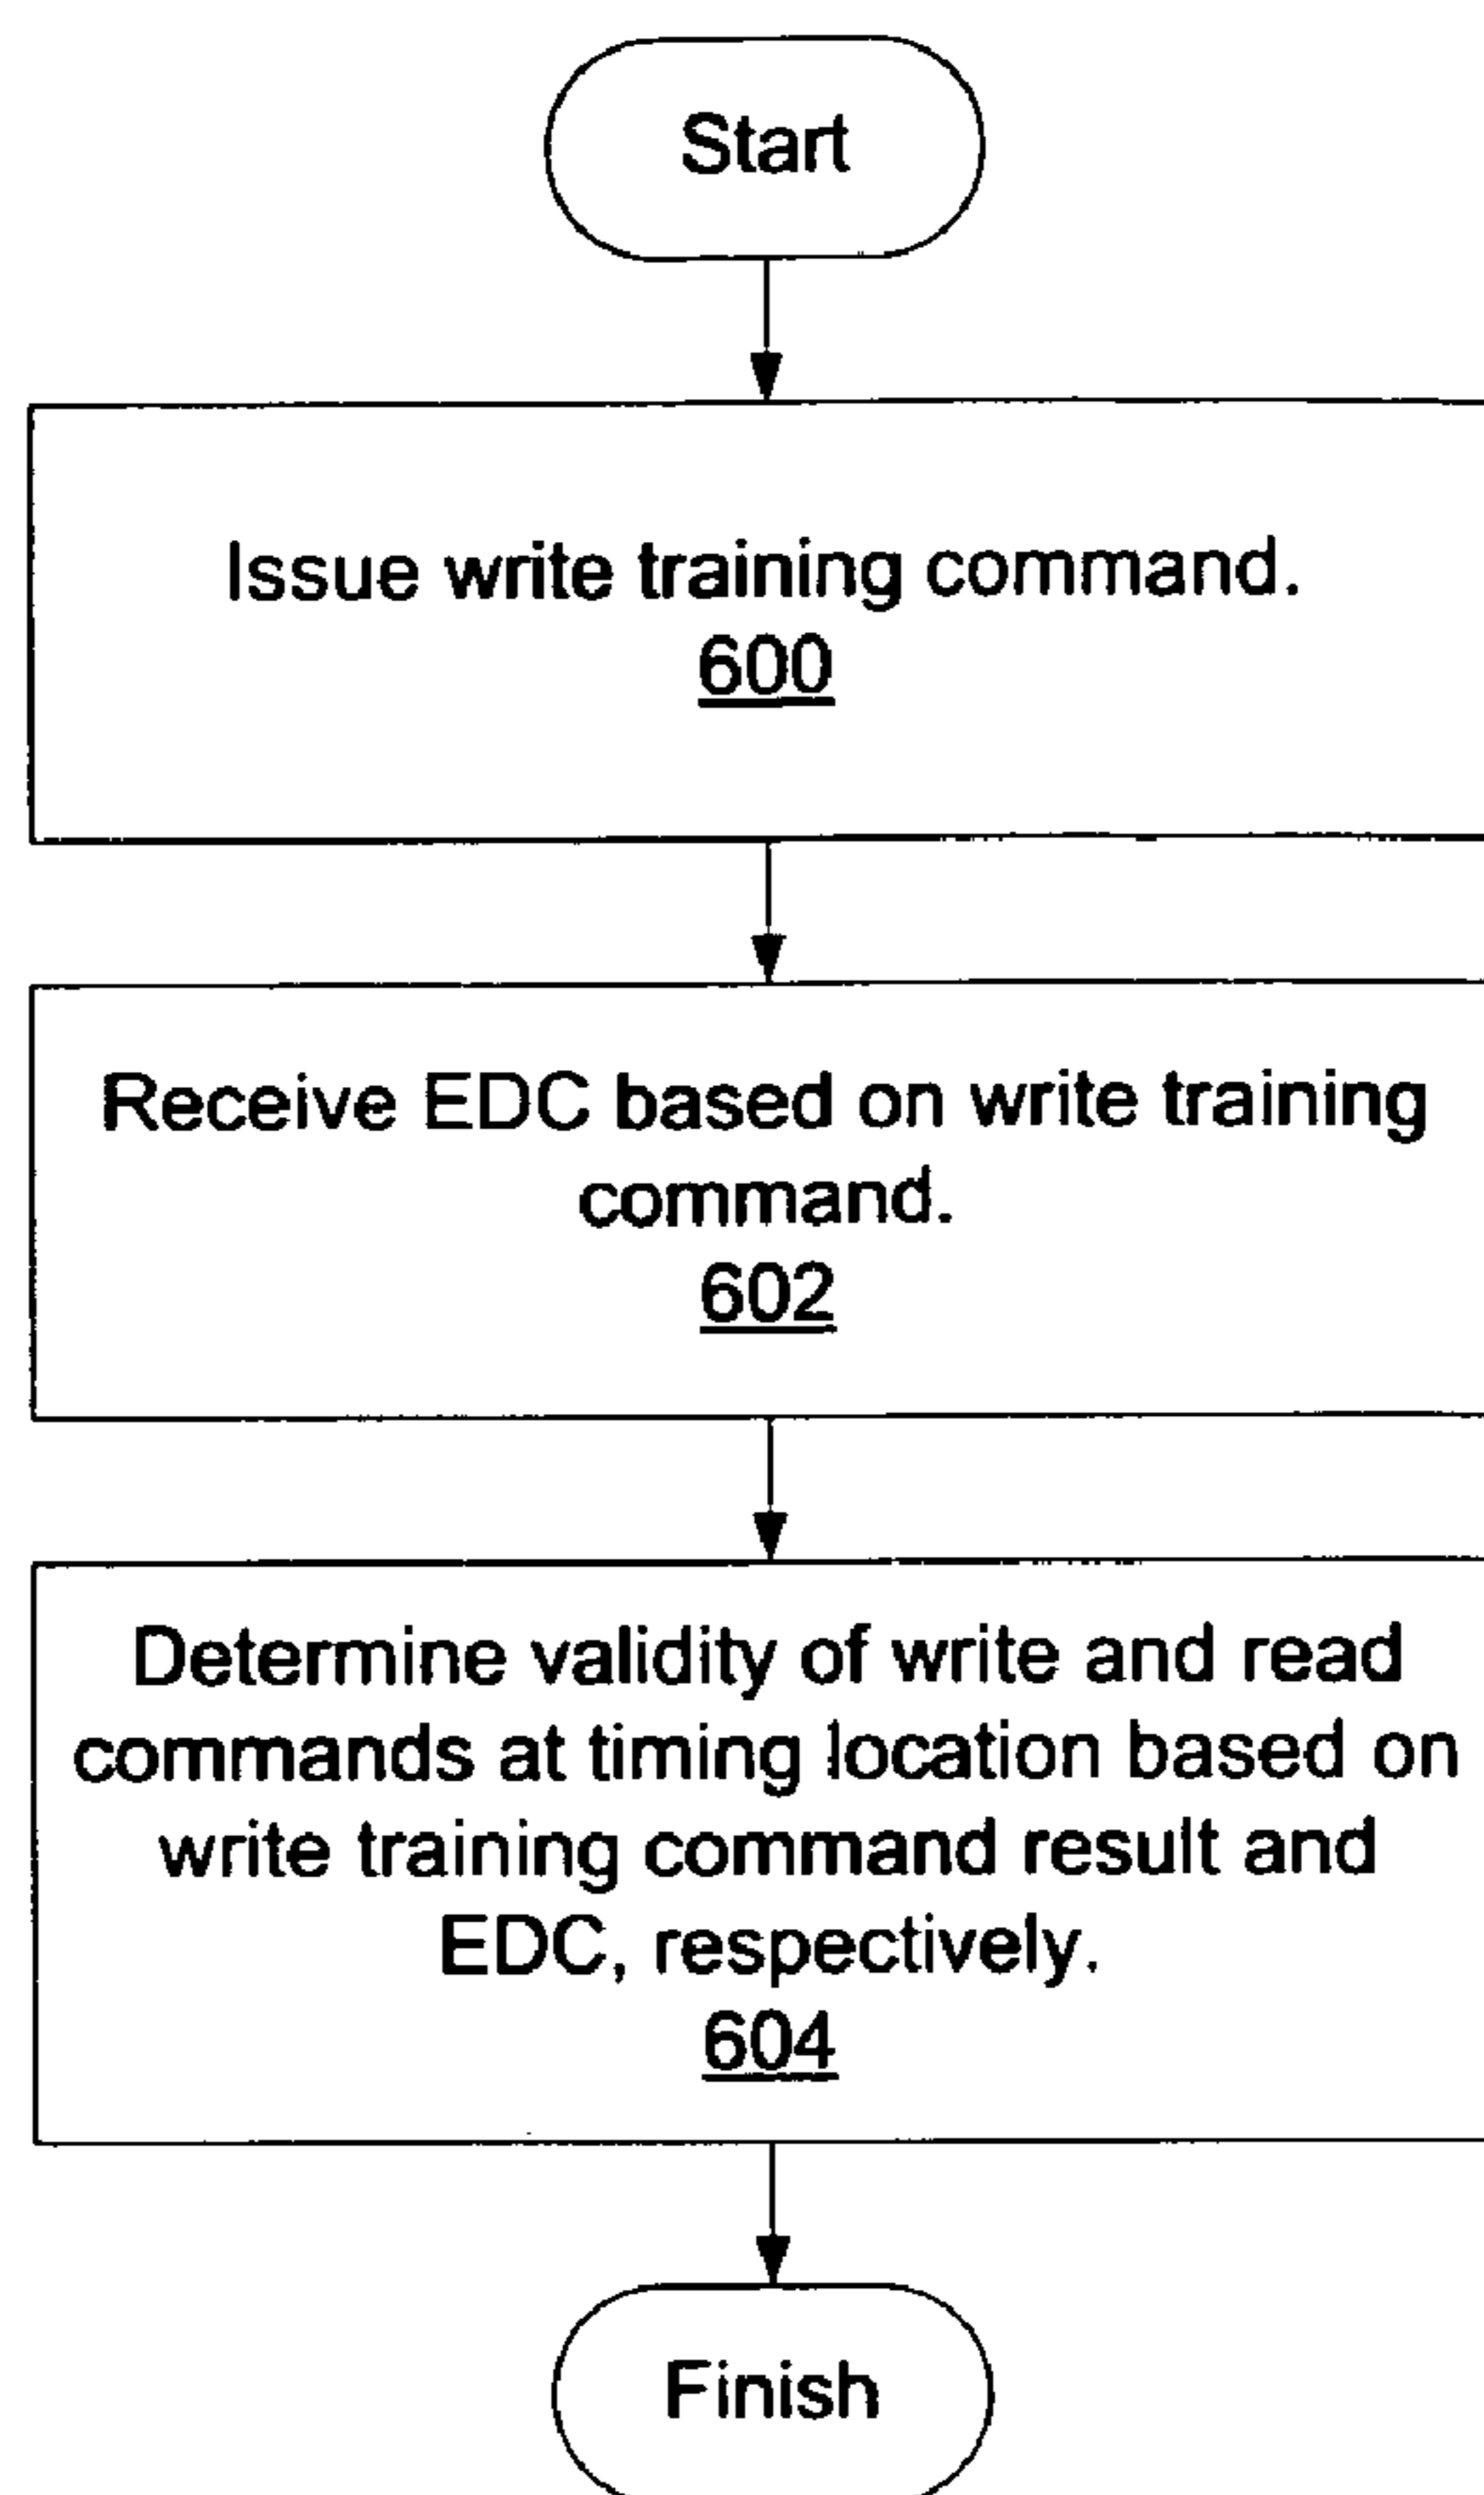 Start
Issue write training command.
600
Receive EDC based on write training
command.
602
Determine validity of write and read
commands at timing location based on
write training command result and
EDC, respectively.
604
Finish